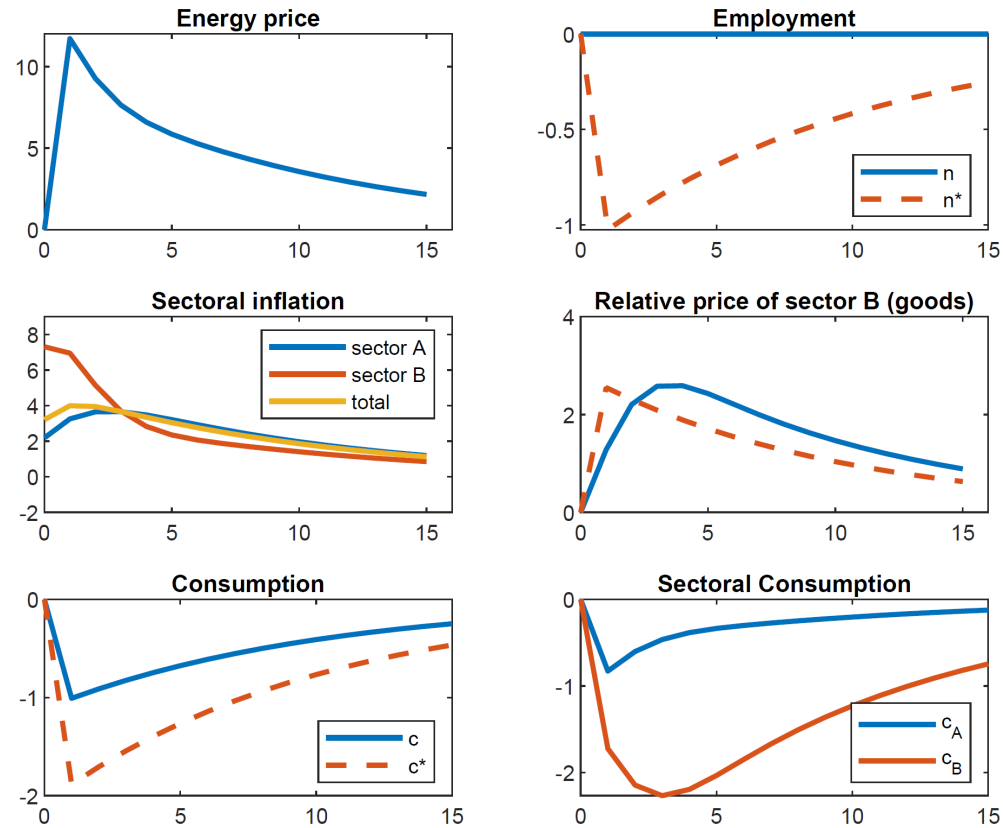 Energy price
10
5
0
0 5 10 15
Employment
0
-0.5
-1
n
n*
0 5 10 15
Sectoral inflation
8
6
4
2
0
-2
sector A
sector B
total
0 5 10 15
Relative price of sector B (goods)
4
2
0
0 5 10 15
Consumption
0
-1
-2
c
c*
0 5 10 15
Sectoral Consumption
0
-1
-2
c_A
c_B
0 5 10 15